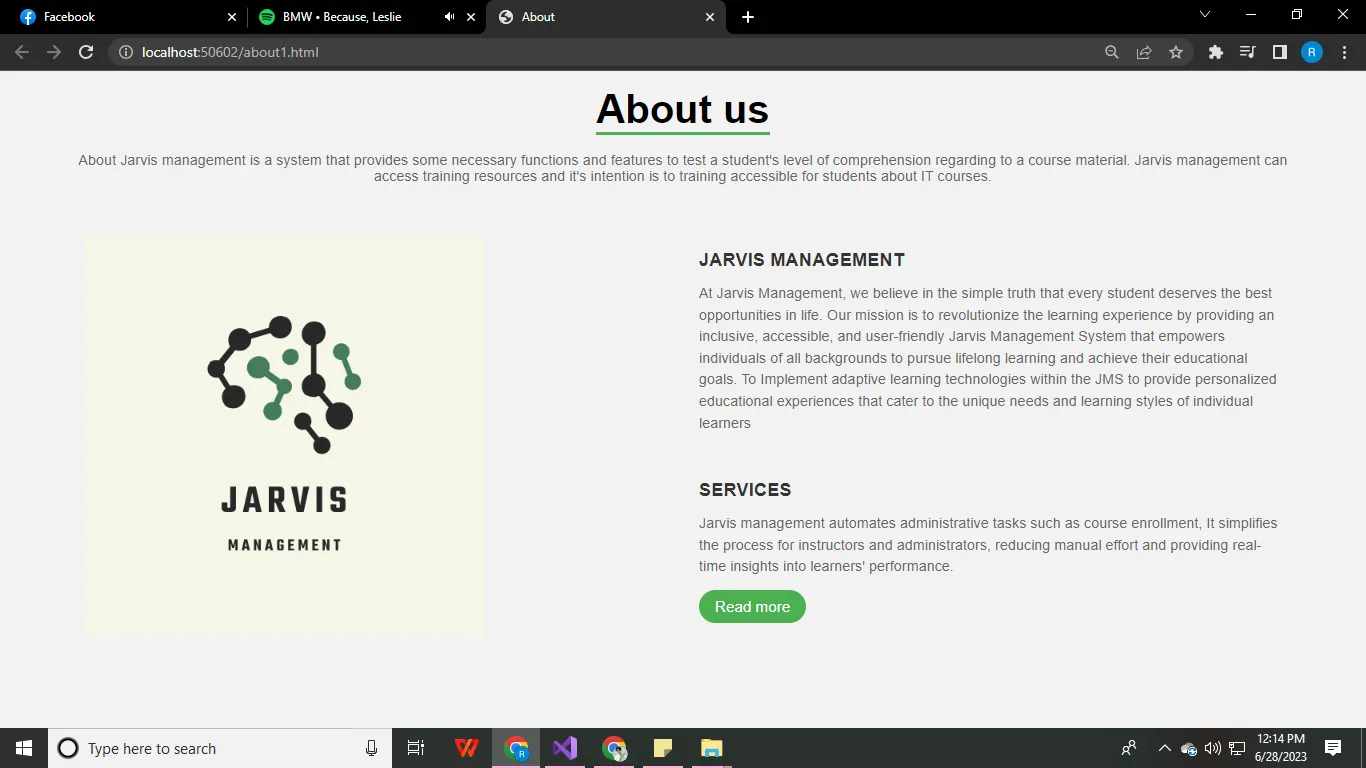 Facebook
BMW • Because, Leslie
About
localhost:50602/about1.html
R
About us
About Jarvis management is a system that provides some necessary functions and features to test a student's level of comprehension regarding to a course material. Jarvis management can
access training resources and it's intention is to training accessible for students about IT courses.
JARVIS
MANAGEMENT
JARVIS MANAGEMENT
At Jarvis Management, we believe in the simple truth that every student deserves the best
opportunities in life. Our mission is to revolutionize the learning experience by providing an
inclusive, accessible, and user-friendly Jarvis Management System that empowers
individuals of all backgrounds to pursue lifelong learning and achieve their educational
goals. To Implement adaptive learning technologies within the JMS to provide personalized
educational experiences that cater to the unique needs and learning styles of individual
learners
SERVICES
Jarvis management automates administrative tasks such as course enrollment, It simplifies
the process for instructors and administrators, reducing manual effort and providing real-
time insights into learners' performance.
Read more
Type here to search
R
12:14 PM
6/28/2023